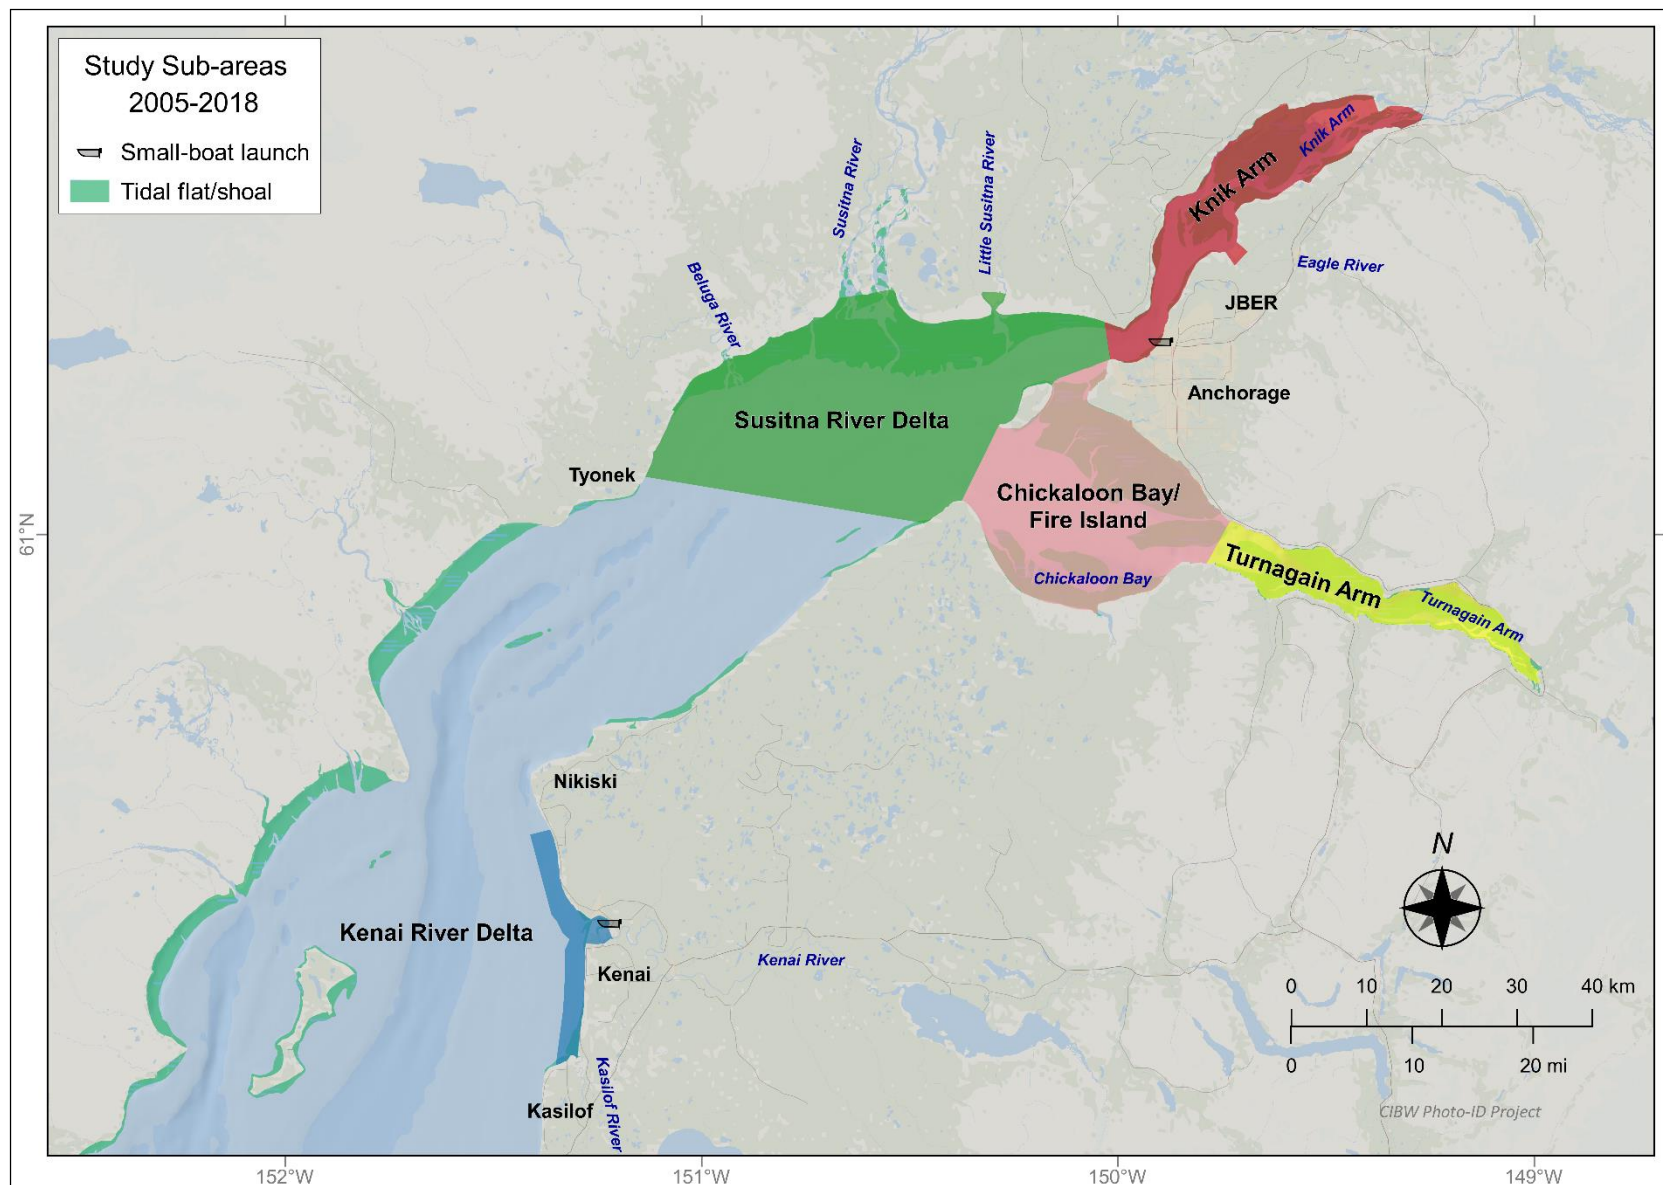 Study Sub-areas
2005-2018
Small-boat launch
Tidal flat/shoal
Susitna River
Little Susitna River
Beluga River
Knik Arm
Knik Arm
Eagle River
JBER
Anchorage
Susitna River Delta
Tyonek
Chickaloon Bay/
Fire Island
Chickaloon Bay
Turnagain Arm
Turnagain Arm
61°N
Nikiski
Kenai River Delta
Kenai
Kenai River
Kasilof
Kasilof River
N
0 10 20 30 40 km
0 10 20 mi
CIBW Photo-ID Project
152°W 151°W 150°W 149°W